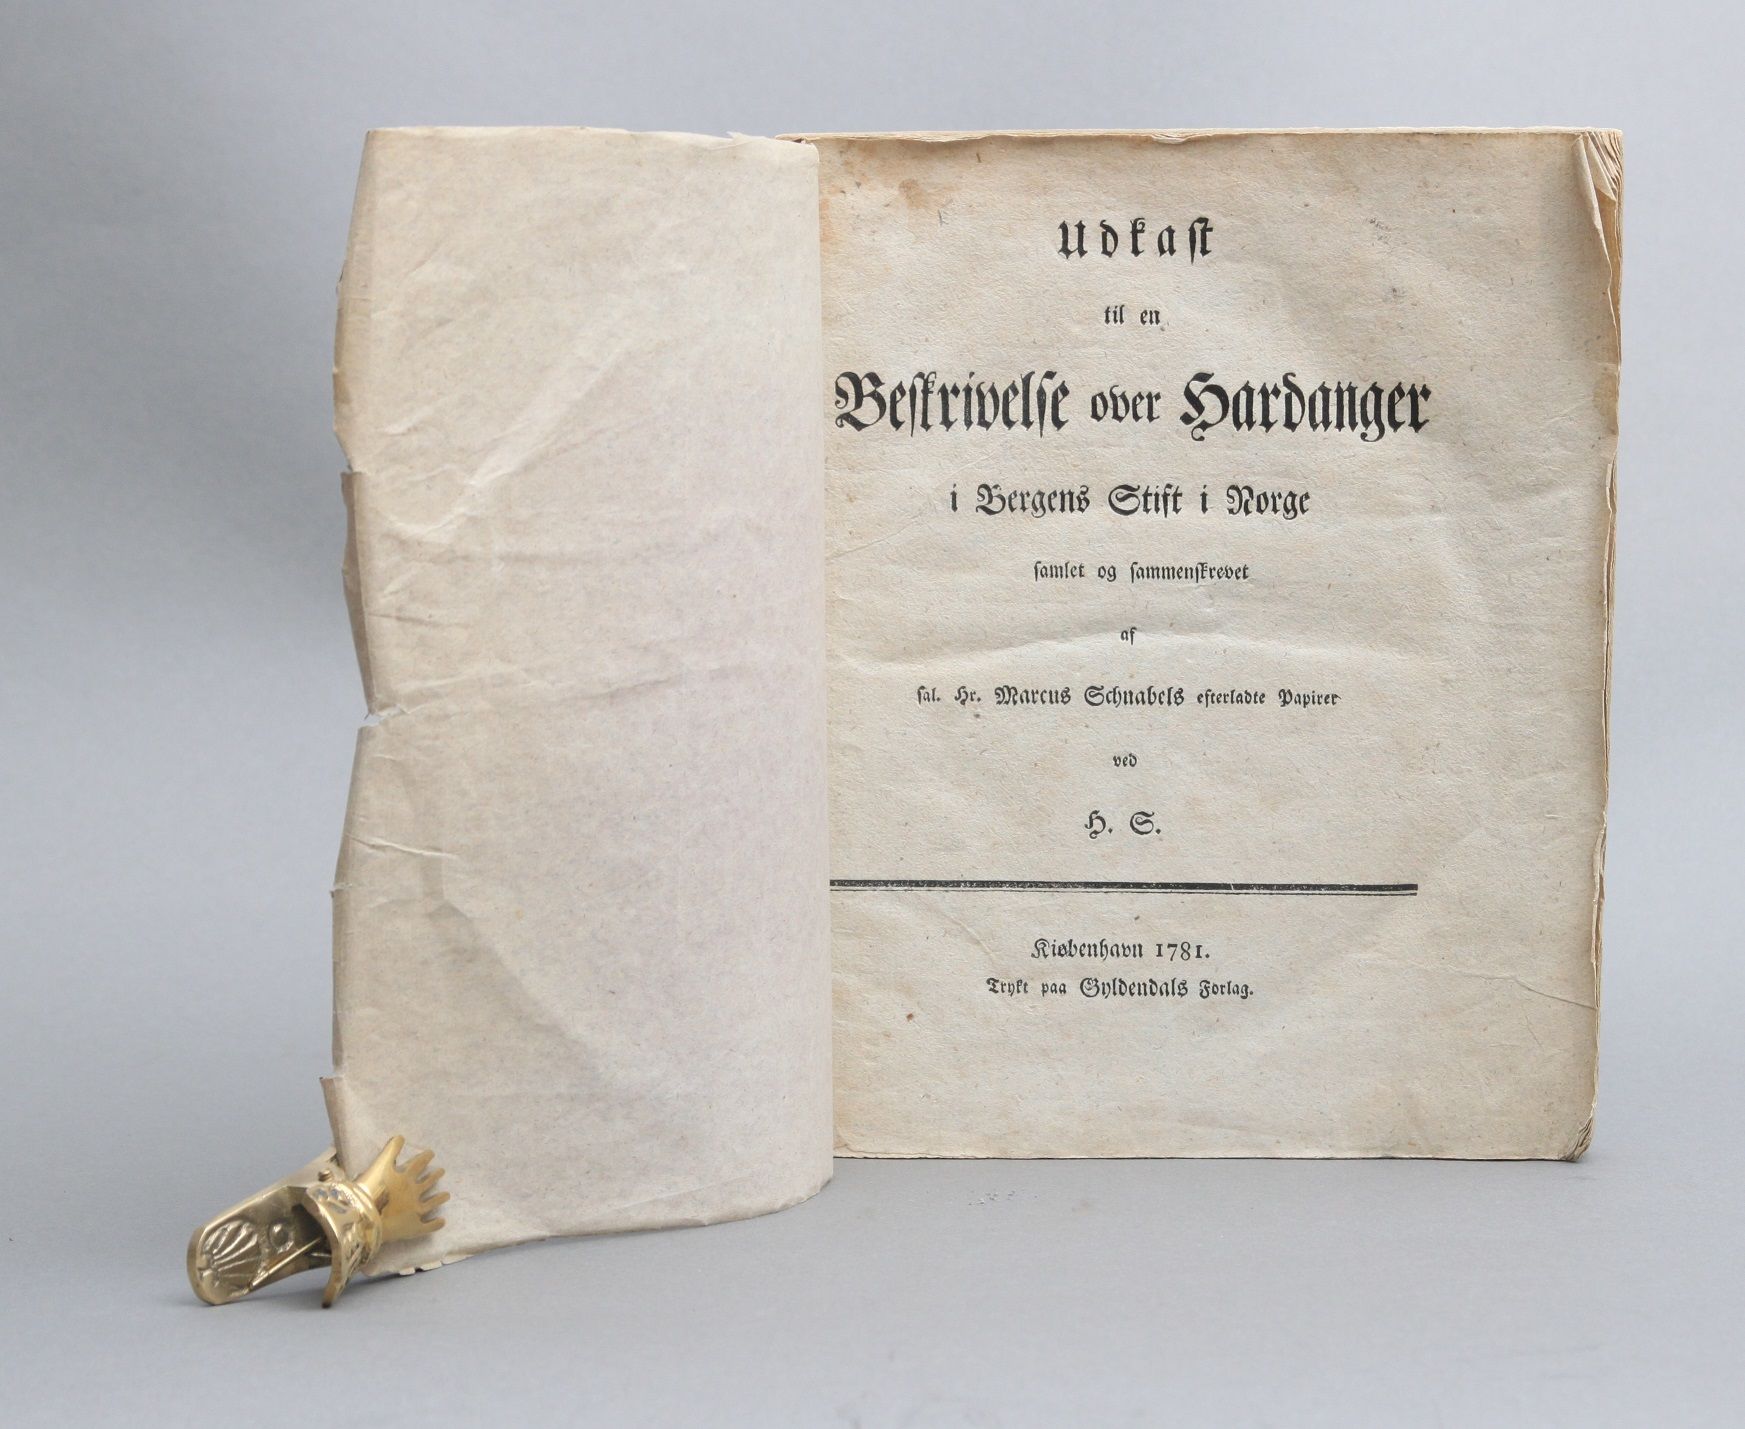 Udkast
til en
Beskrivelse over Hardanger
i Bergens Stift i Norge
samlet og sammenskrevet
af
sal. Hr. Marcus Schnabels efterladte Papirer
ved
H. S.
Kiøbenhavn 1781.
Trykt paa Gyldendals Forlag.